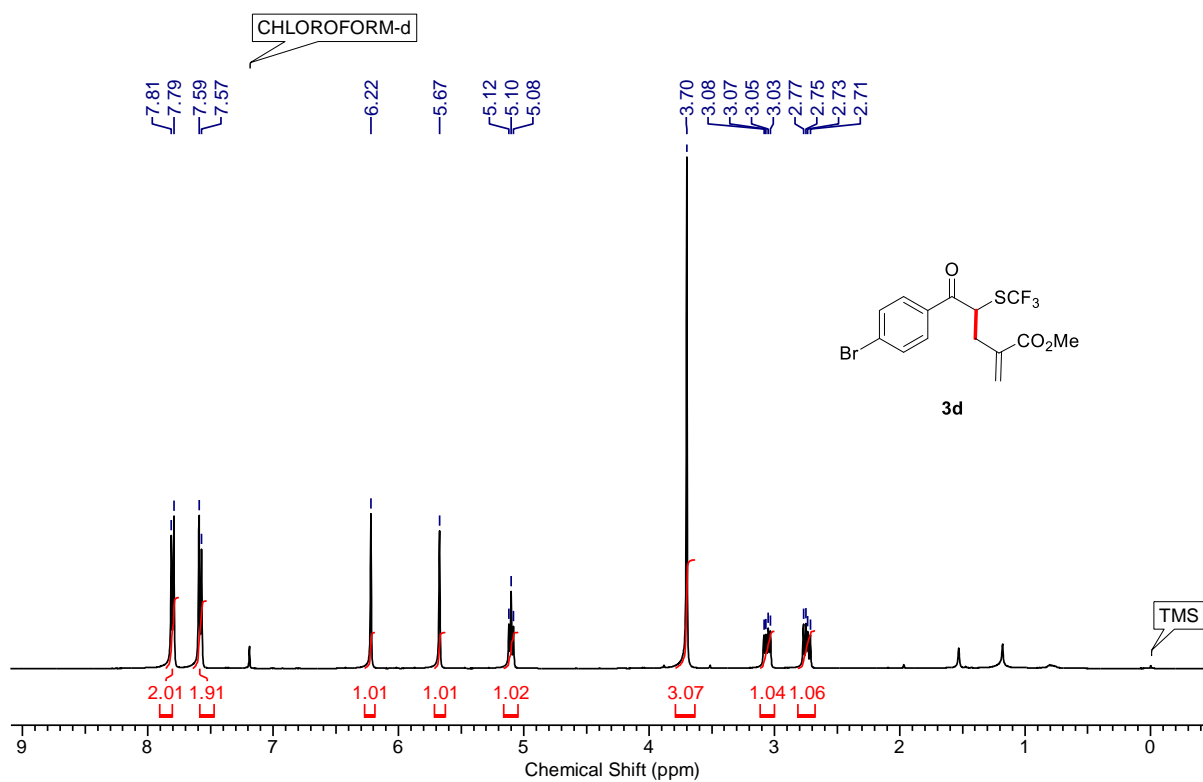 CHLOROFORM-d
7.81
7.79
7.59
7.57
6.22
5.67
5.12
5.10
5.08
3.70
3.08
3.07
3.05
3.03
2.77
2.75
2.73
2.71
O
SCF3
Br
CO2Me
3d
TMS
2.01 1.91 1.01 1.01 1.02 3.07 1.04 1.06
9 8 7 6 5 4 3 2 1 0
Chemical Shift (ppm)